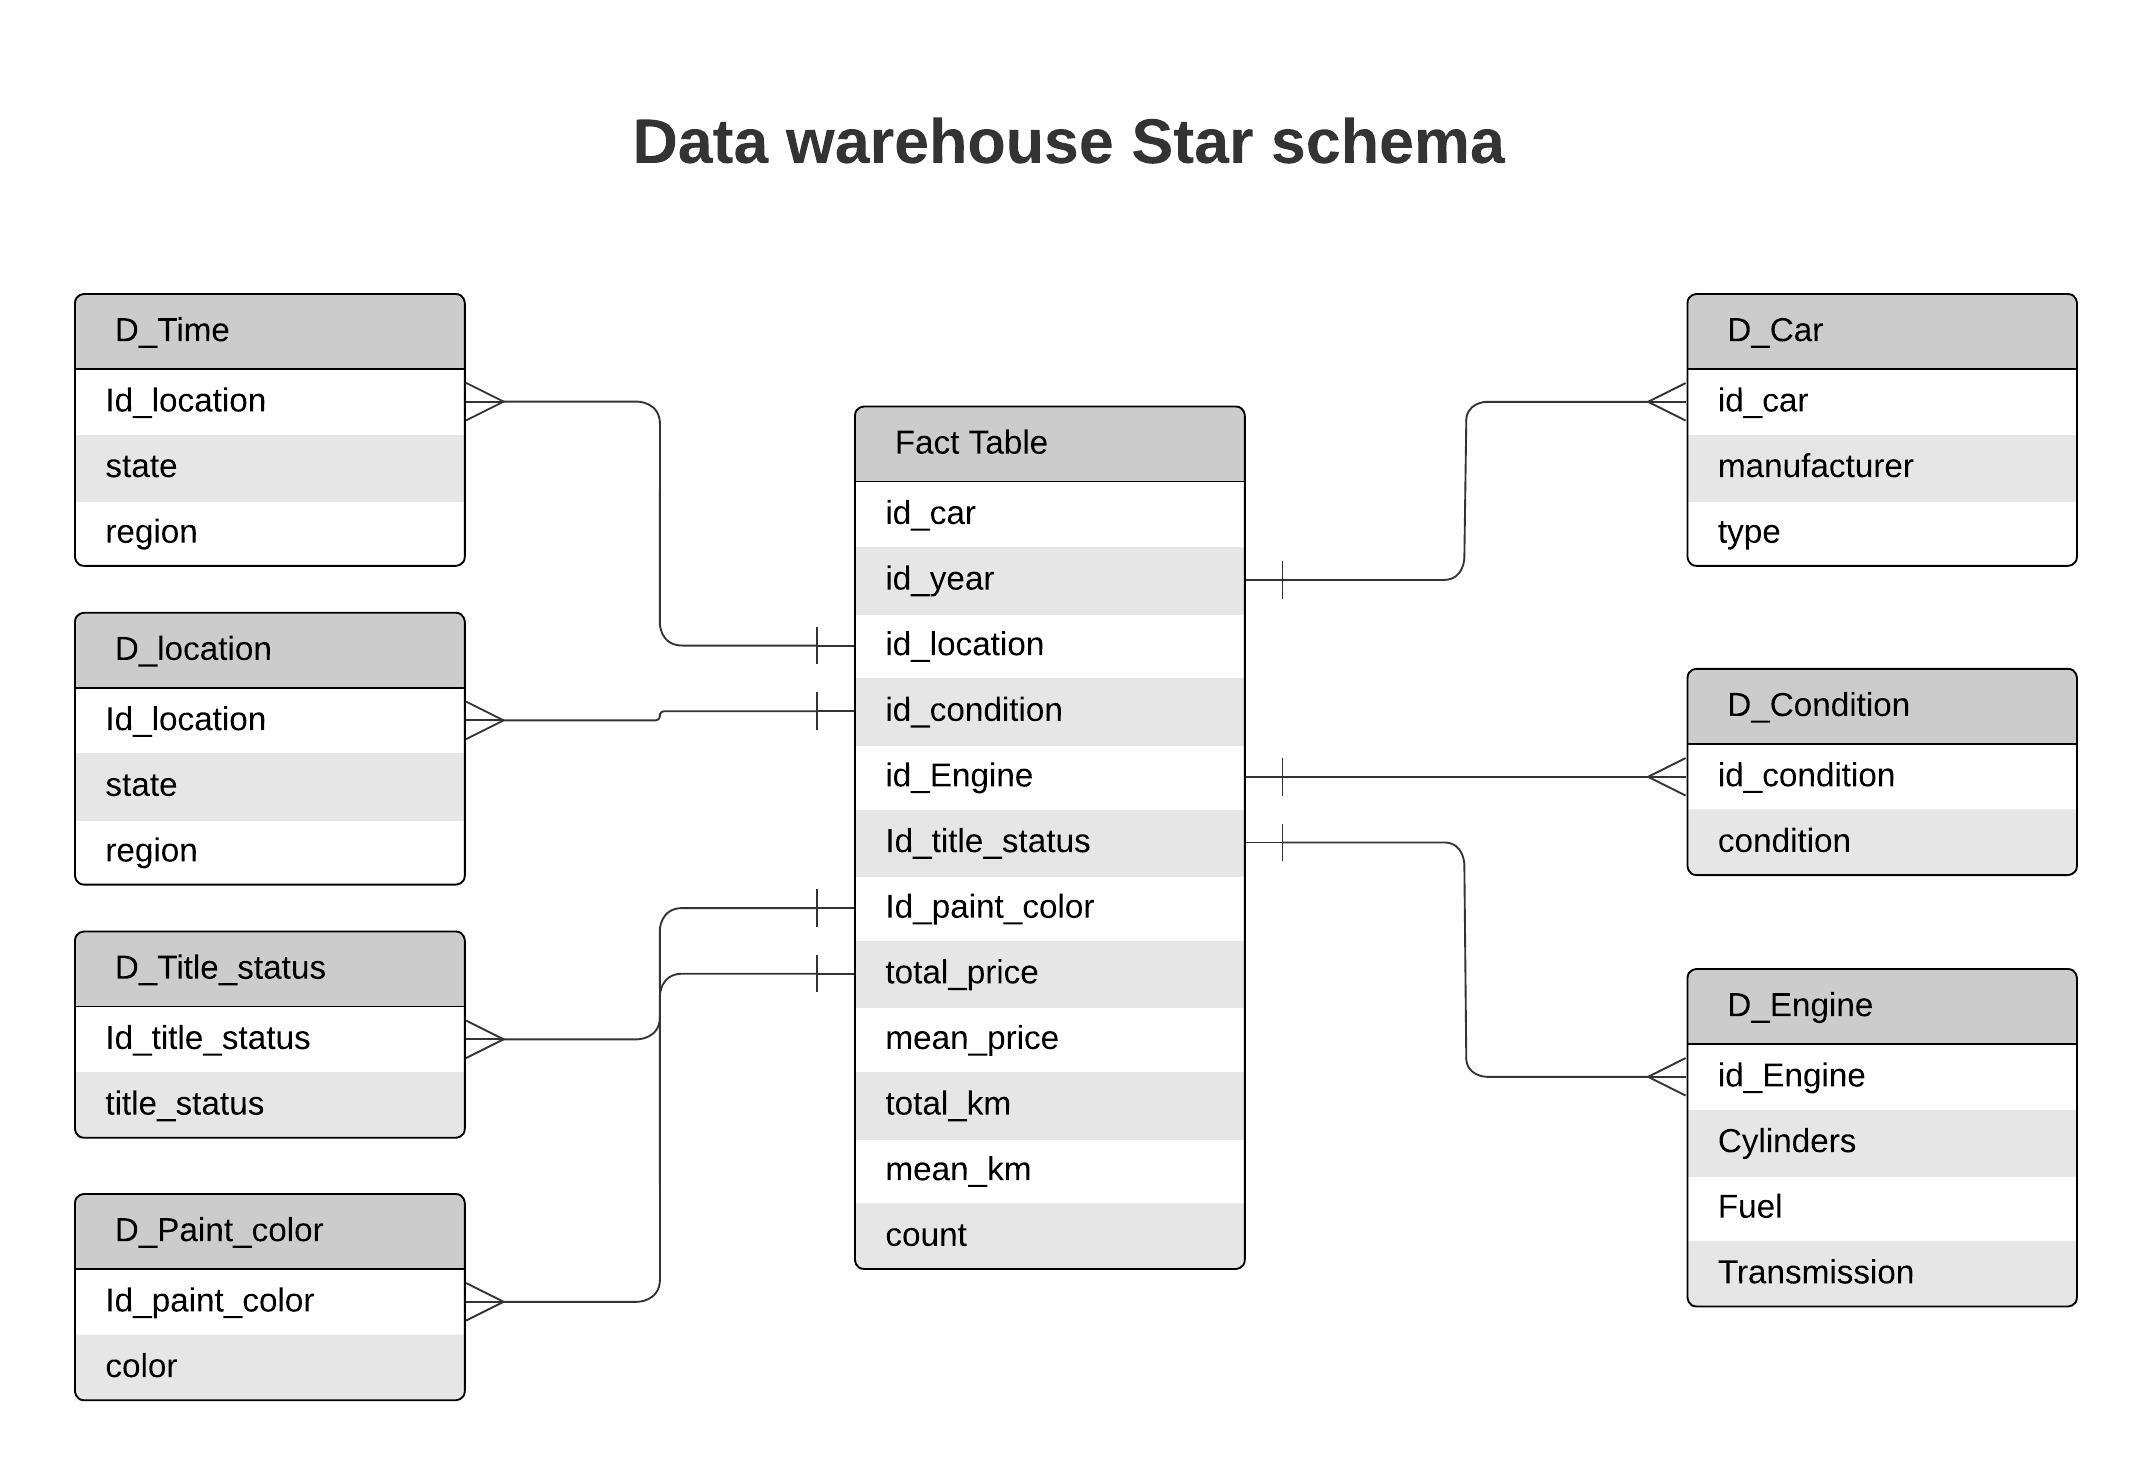 Data warehouse Star schema
D_Time
Id_location
state
region
D_location
Id_location
state
region
D_Title_status
Id_title_status
title_status
D_Paint_color
Id_paint_color
color
Fact Table
id_car
id_year
id_location
id_condition
id_Engine
Id_title_status
Id_paint_color
total_price
mean_price
total_km
mean_km
count
D_Car
id_car
manufacturer
type
D_Condition
id_condition
condition
D_Engine
id_Engine
Cylinders
Fuel
Transmission